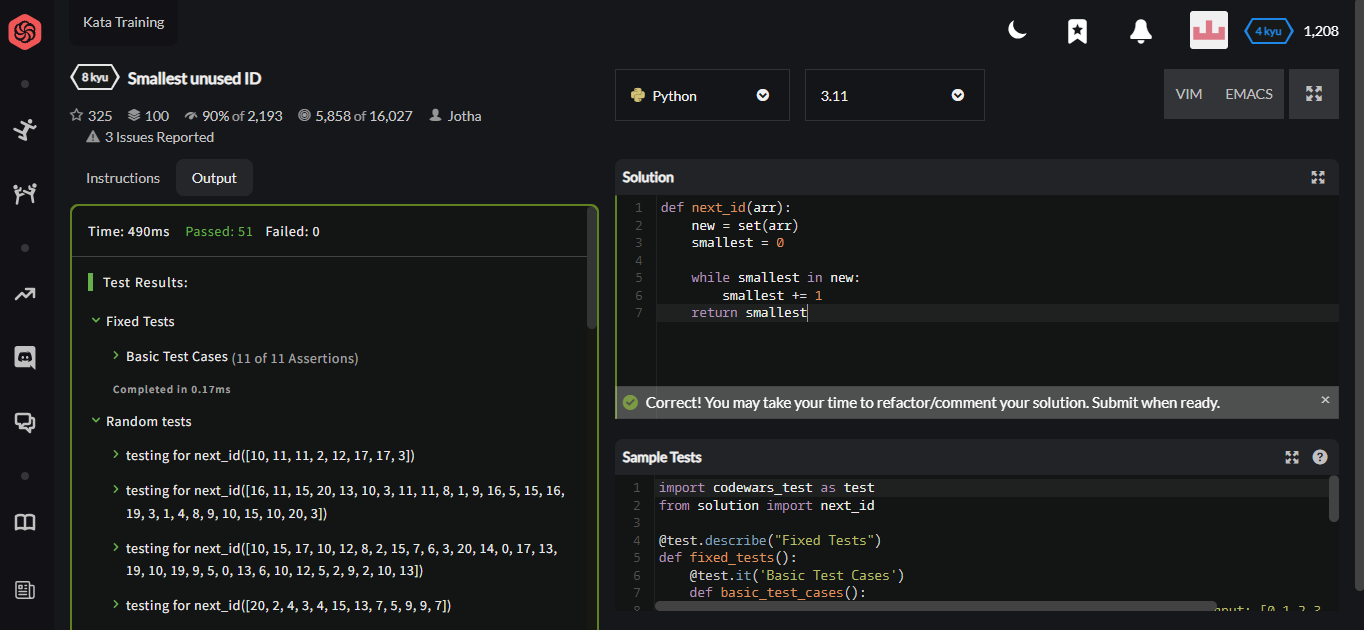 Kata Training
4 kyu 1,208
8 kyu Smallest unused ID
325 100 90% of 2,193 5,858 of 16,027 Jotha
3 Issues Reported
Instructions Output
Time: 490ms Passed: 51 Failed: 0
Test Results:
Fixed Tests
Basic Test Cases (11 of 11 Assertions)
Completed in 0.17ms
Random tests
testing for next_id([10, 11, 11, 2, 12, 17, 17, 3])
testing for next_id([16, 11, 15, 20, 13, 10, 3, 11, 11, 8, 1, 9, 16, 5, 15, 16,
19, 3, 1, 4, 8, 9, 10, 15, 10, 20, 3])
testing for next_id([10, 15, 17, 10, 12, 8, 2, 15, 7, 6, 3, 20, 14, 0, 17, 13,
19, 10, 19, 9, 5, 0, 13, 6, 10, 12, 5, 2, 9, 2, 10, 13])
testing for next_id([20, 2, 4, 3, 4, 15, 13, 7, 5, 9, 9, 7])
Python 3.11 VIM EMACS
Solution
1 def next_id(arr):
2     new = set(arr)
3     smallest = 0
4
5     while smallest in new:
6         smallest += 1
7     return smallest
Correct! You may take your time to refactor/comment your solution. Submit when ready. ×
Sample Tests ?
1 import codewars_test as test
2 from solution import next_id
3
4 @test.describe("Fixed Tests")
5 def fixed_tests():
6     @test.it('Basic Test Cases')
7     def basic_test_cases():
8